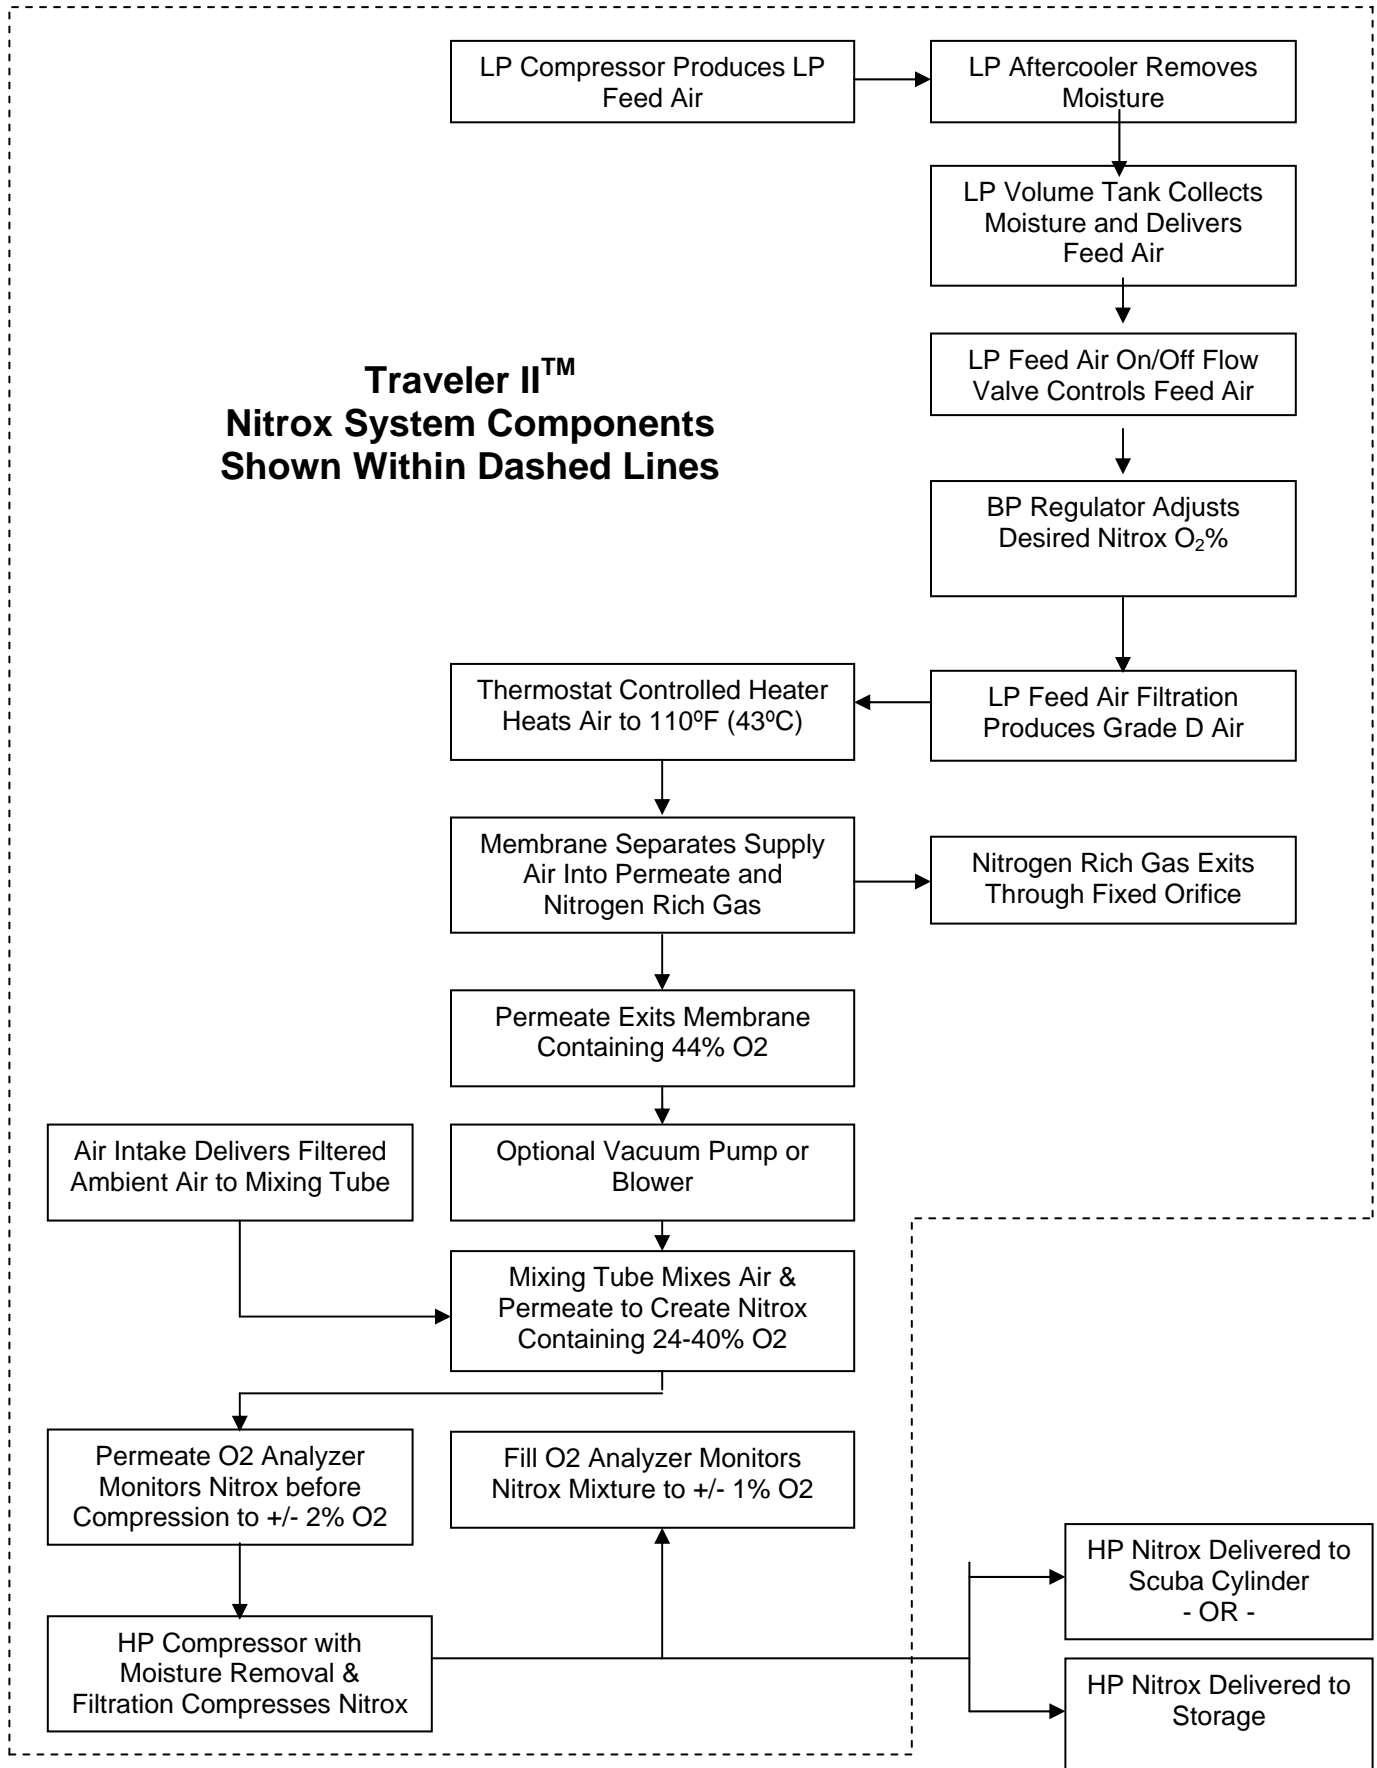 LP Compressor Produces LP
Feed Air
LP Aftercooler Removes
Moisture
LP Volume Tank Collects
Moisture and Delivers
Feed Air
LP Feed Air On/Off Flow
Valve Controls Feed Air
Traveler II™
Nitrox System Components
Shown Within Dashed Lines
BP Regulator Adjusts
Desired Nitrox O₂%
Thermostat Controlled Heater
Heats Air to 110ºF (43ºC)
LP Feed Air Filtration
Produces Grade D Air
Membrane Separates Supply
Air Into Permeate and
Nitrogen Rich Gas
Nitrogen Rich Gas Exits
Through Fixed Orifice
Permeate Exits Membrane
Containing 44% O2
Air Intake Delivers Filtered
Ambient Air to Mixing Tube
Optional Vacuum Pump or
Blower
Mixing Tube Mixes Air &
Permeate to Create Nitrox
Containing 24-40% O2
Permeate O2 Analyzer
Monitors Nitrox before
Compression to +/- 2% O2
Fill O2 Analyzer Monitors
Nitrox Mixture to +/- 1% O2
HP Compressor with
Moisture Removal &
Filtration Compresses Nitrox
HP Nitrox Delivered to
Scuba Cylinder
- OR -
HP Nitrox Delivered to
Storage